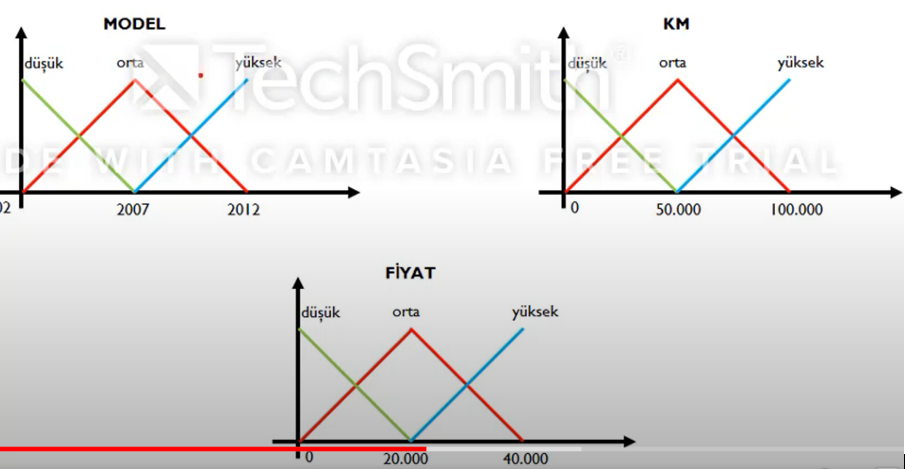 MODEL
düşük orta yüksek
02 2007 2012
KM
düşük orta yüksek
0 50.000 100.000
TechSmith®
DE WITH CAMTASIA FREE TRIAL
FİYAT
düşük orta yüksek
0 20.000 40.000